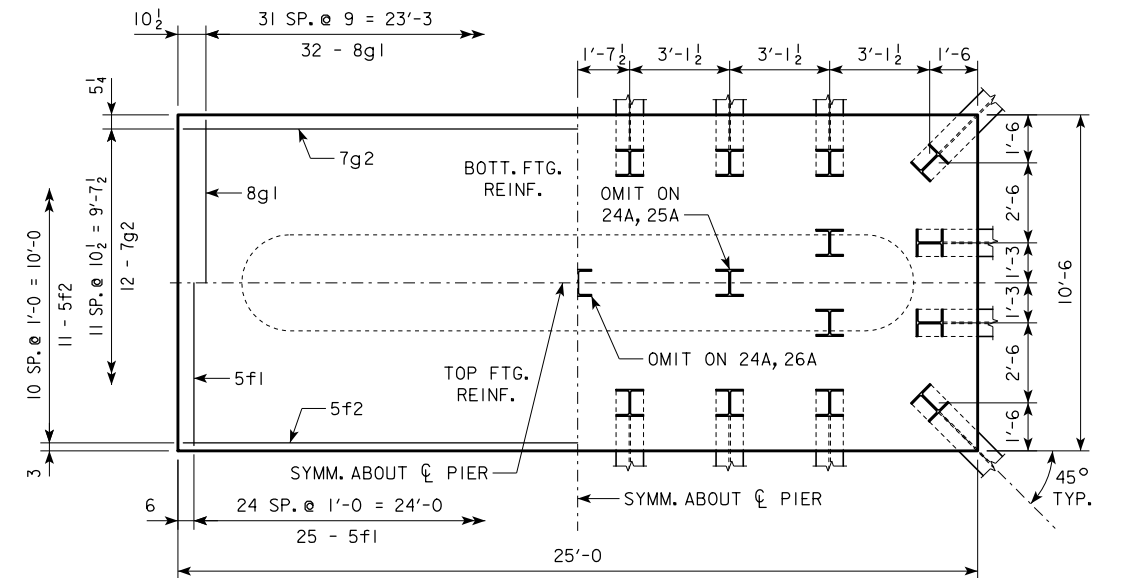 10½
31 SP. @ 9 = 23'-3
32 - 8g1
1'-7½
3'-1½
3'-1½
3'-1½
1'-6
5¼
7g2
BOTT. FTG.
REINF.
8g1
OMIT ON
24A, 25A
1'-6
2'-6
1'-3
1'-3
2'-6
1'-6
10'-6
10 SP. @ 1'-0 = 10'-0
11 - 5f2
11 SP. @ 10½ = 9'-7½
12 - 7g2
OMIT ON 24A, 26A
5f1
TOP FTG.
REINF.
5f2
3
SYMM. ABOUT ℄ PIER
SYMM. ABOUT ℄ PIER
45°
TYP.
6
24 SP. @ 1'-0 = 24'-0
25 - 5f1
25'-0